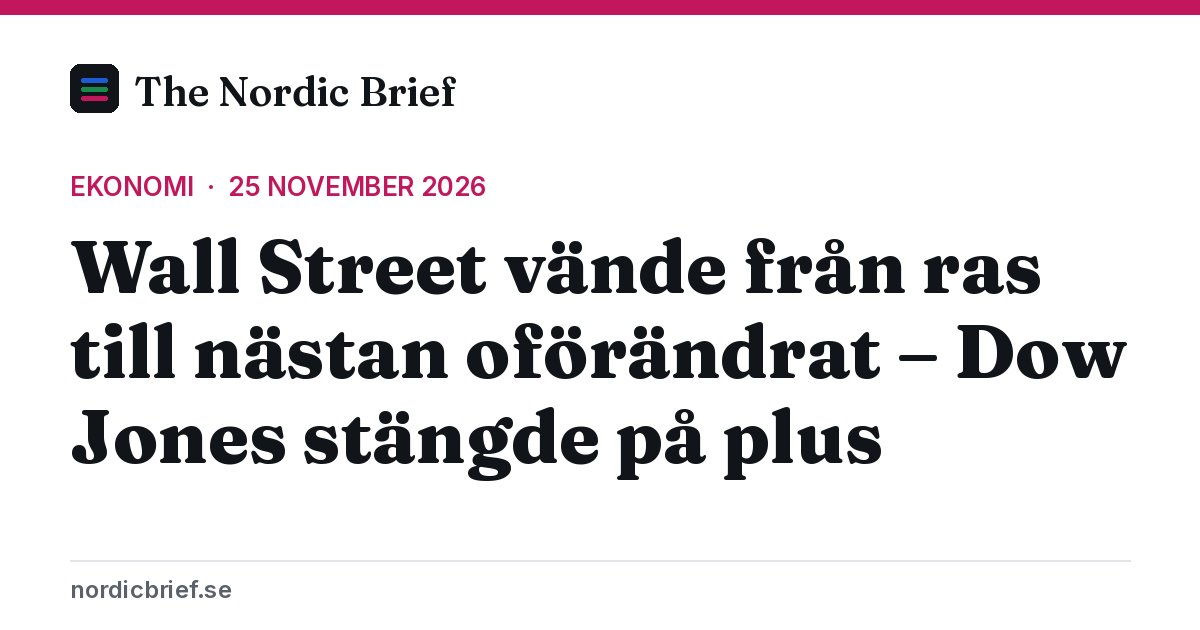 The Nordic Brief
EKONOMI · 25 NOVEMBER 2026
Wall Street vände från ras
till nästan oförändrat – Dow
Jones stängde på plus
nordicbrief.se